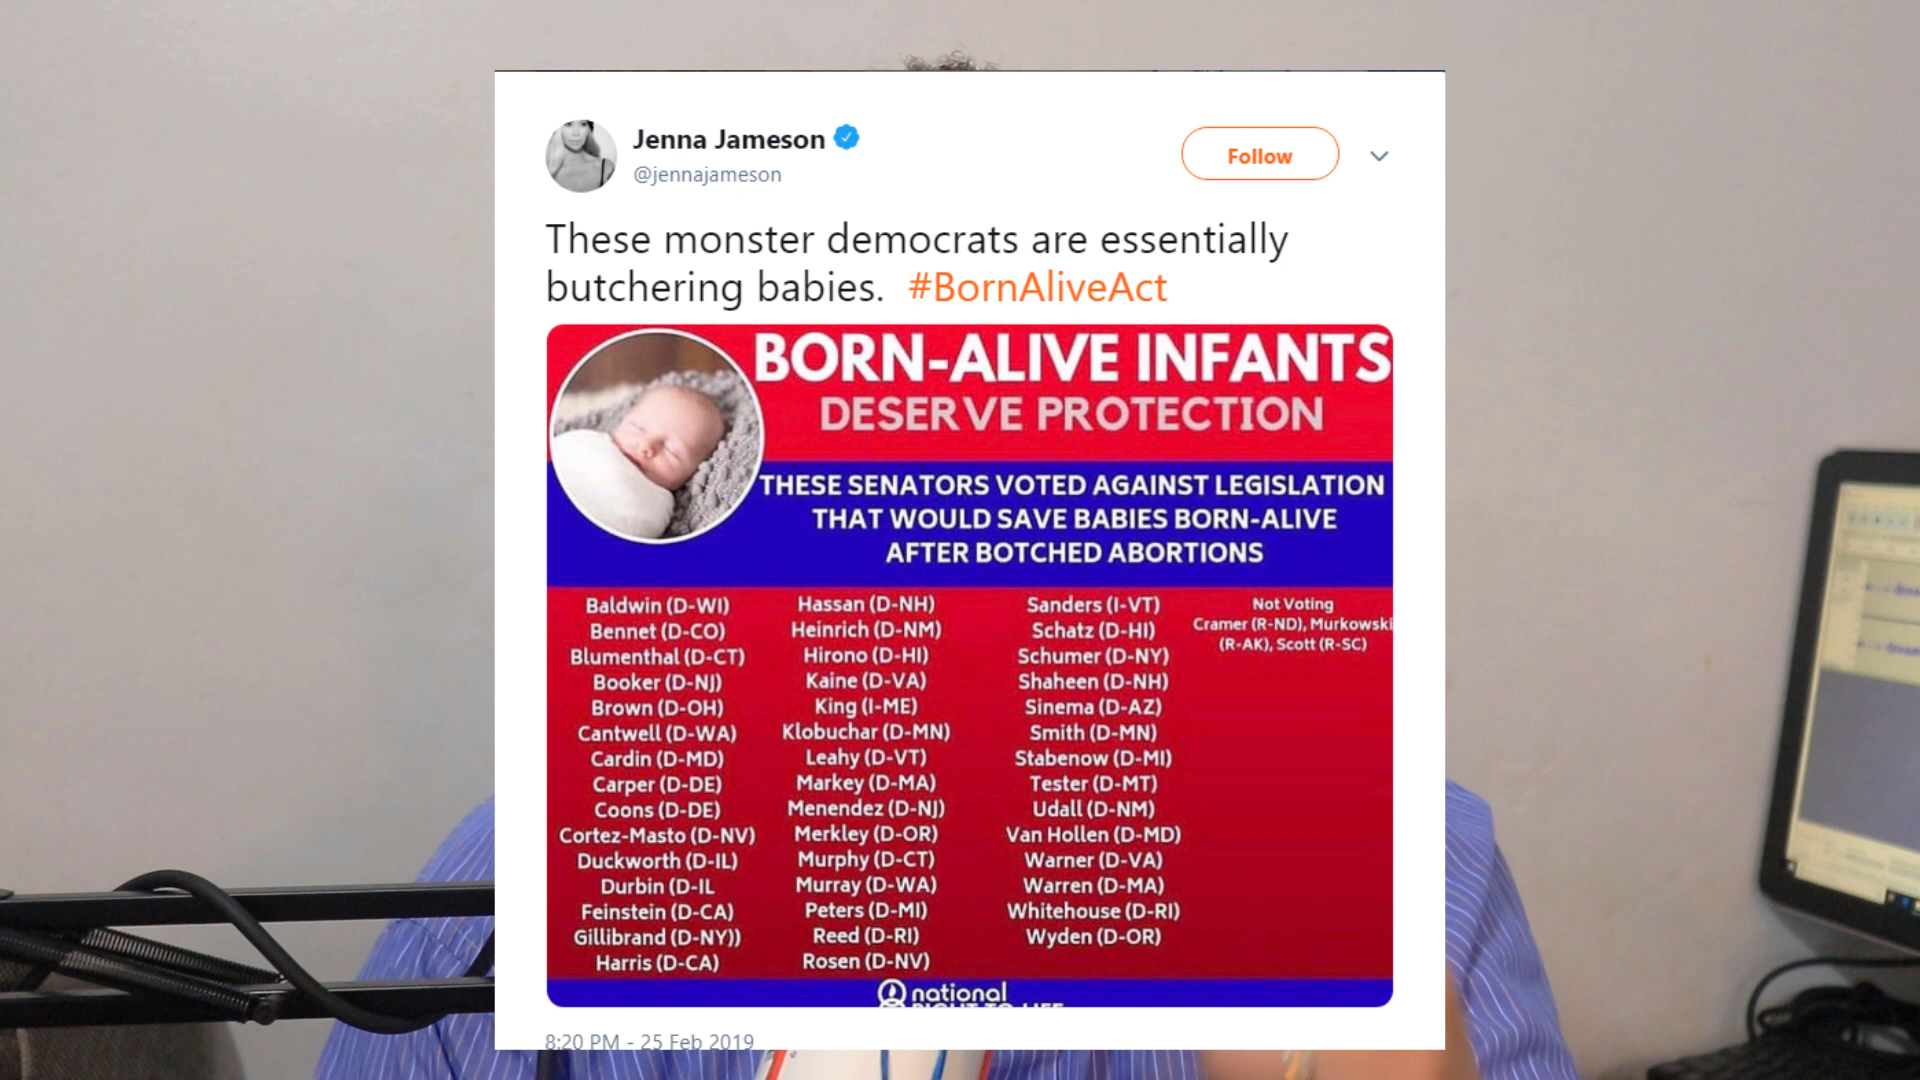 Jenna Jameson
@jennajameson
Follow
These monster democrats are essentially
butchering babies. #BornAliveAct
BORN-ALIVE INFANTS
DESERVE PROTECTION
THESE SENATORS VOTED AGAINST LEGISLATION
THAT WOULD SAVE BABIES BORN-ALIVE
AFTER BOTCHED ABORTIONS
Baldwin (D-WI)
Bennet (D-CO)
Blumenthal (D-CT)
Booker (D-NJ)
Brown (D-OH)
Cantwell (D-WA)
Cardin (D-MD)
Carper (D-DE)
Coons (D-DE)
Cortez-Masto (D-NV)
Duckworth (D-IL)
Durbin (D-IL
Feinstein (D-CA)
Gillibrand (D-NY))
Harris (D-CA)
Hassan (D-NH)
Heinrich (D-NM)
Hirono (D-HI)
Kaine (D-VA)
King (I-ME)
Klobuchar (D-MN)
Leahy (D-VT)
Markey (D-MA)
Menendez (D-NJ)
Merkley (D-OR)
Murphy (D-CT)
Murray (D-WA)
Peters (D-MI)
Reed (D-RI)
Rosen (D-NV)
Sanders (I-VT)
Schatz (D-HI)
Schumer (D-NY)
Shaheen (D-NH)
Sinema (D-AZ)
Smith (D-MN)
Stabenow (D-MI)
Tester (D-MT)
Udall (D-NM)
Van Hollen (D-MD)
Warner (D-VA)
Warren (D-MA)
Whitehouse (D-RI)
Wyden (D-OR)
Not Voting
Cramer (R-ND), Murkowski
(R-AK), Scott (R-SC)
national
RIGHT TO LIFE
8:20 PM - 25 Feb 2019